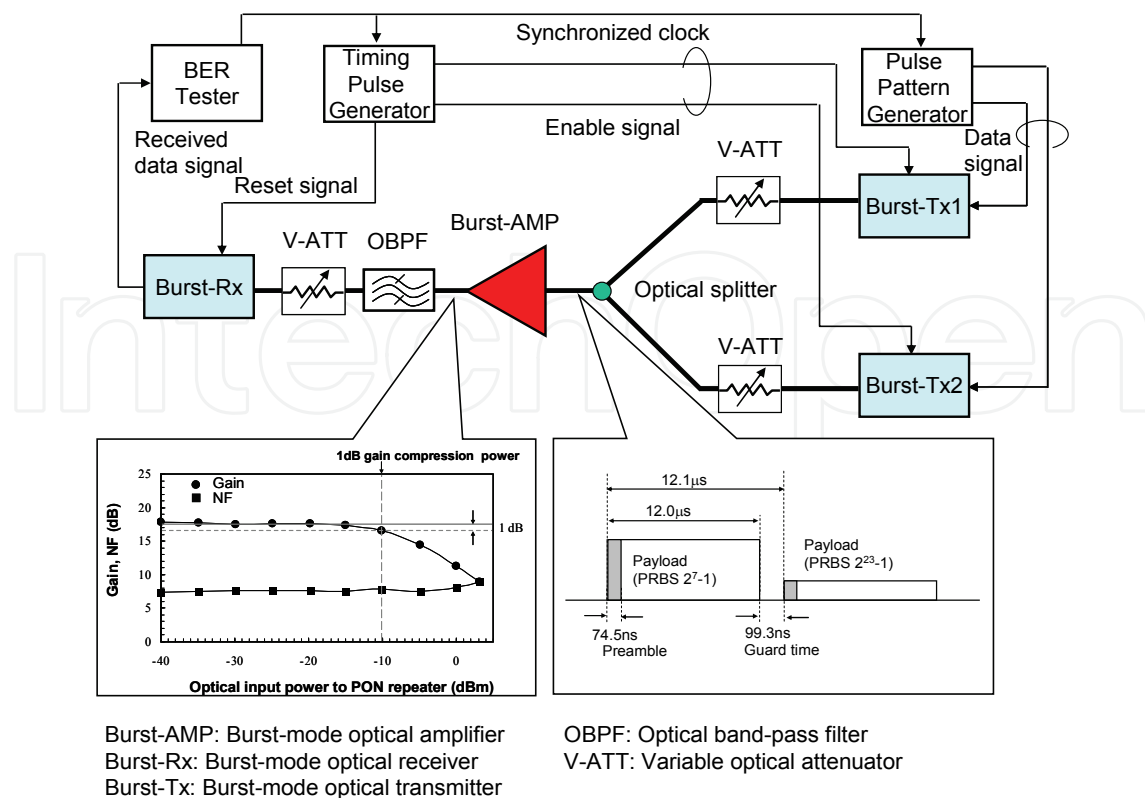 Synchronized clock
BER
Tester
Timing
Pulse
Generator
Pulse
Pattern
Generator
Enable signal
Received
data signal
Reset signal
Data
signal
V-ATT
Burst-Tx1
Burst-AMP
V-ATT
OBPF
Burst-Rx
Optical splitter
V-ATT
Burst-Tx2
IntechOpen
1dB gain compression power
25
20
15
10
5
0
Gain, NF (dB)
Gain
NF
1 dB
-40
-30
-20
-10
0
Optical input power to PON repeater (dBm)
12.1μs
12.0μs
Payload
(PRBS 2⁷-1)
Payload
(PRBS 2²³-1)
74.5ns
Preamble
99.3ns
Guard time
Burst-AMP: Burst-mode optical amplifier
Burst-Rx: Burst-mode optical receiver
Burst-Tx: Burst-mode optical transmitter
OBPF: Optical band-pass filter
V-ATT: Variable optical attenuator